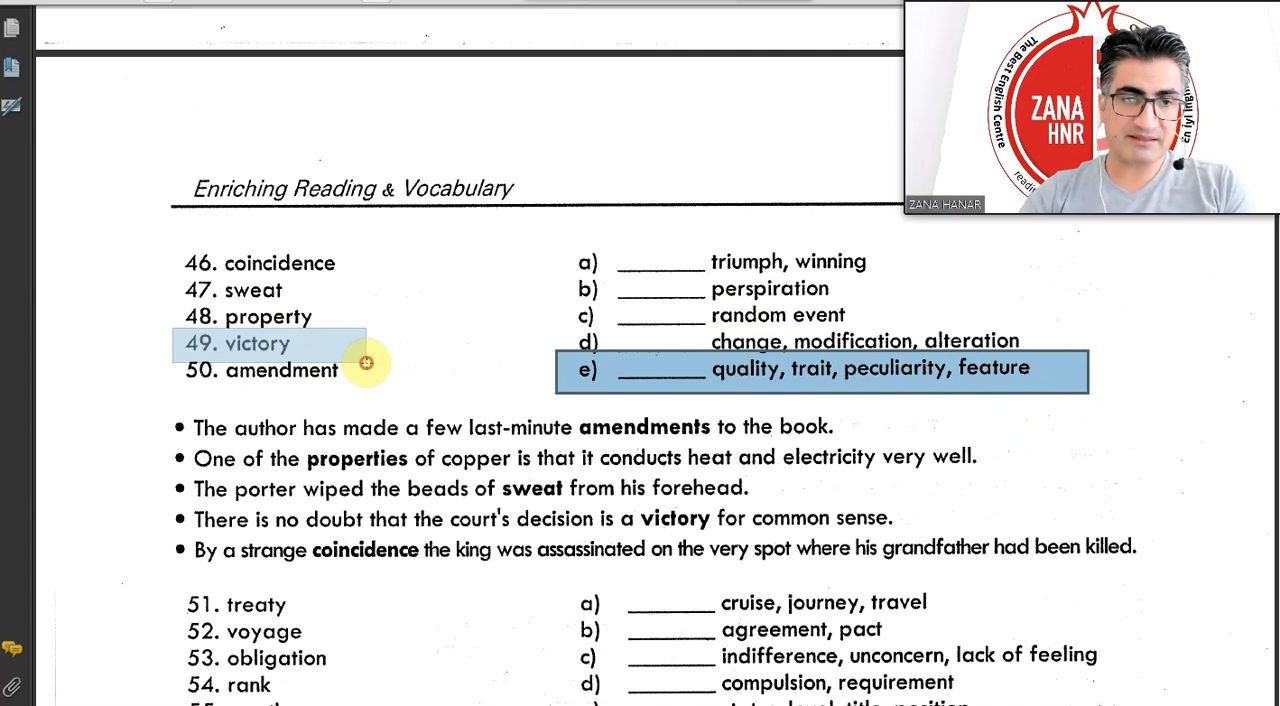 The Best English Centre
ZANA
HNR
ZANA HANAR
Enriching Reading & Vocabulary
46. coincidence a) ________ triumph, winning
47. sweat b) ________ perspiration
48. property c) ________ random event
49. victory d) ________ change, modification, alteration
50. amendment e) ________ quality, trait, peculiarity, feature
• The author has made a few last-minute amendments to the book.
• One of the properties of copper is that it conducts heat and electricity very well.
• The porter wiped the beads of sweat from his forehead.
• There is no doubt that the court's decision is a victory for common sense.
• By a strange coincidence the king was assassinated on the very spot where his grandfather had been killed.
51. treaty a) ________ cruise, journey, travel
52. voyage b) ________ agreement, pact
53. obligation c) ________ indifference, unconcern, lack of feeling
54. rank d) ________ compulsion, requirement